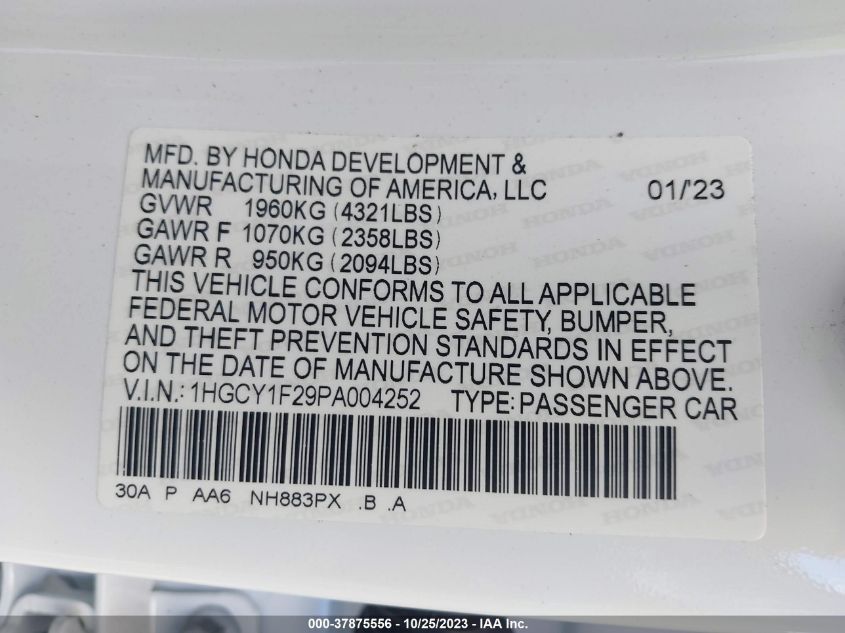 MFD. BY HONDA DEVELOPMENT &
MANUFACTURING OF AMERICA, LLC 01/'23
GVWR 1960KG (4321LBS)
GAWR F 1070KG (2358LBS)
GAWR R 950KG (2094LBS)
THIS VEHICLE CONFORMS TO ALL APPLICABLE
FEDERAL MOTOR VEHICLE SAFETY, BUMPER,
AND THEFT PREVENTION STANDARDS IN EFFECT
ON THE DATE OF MANUFACTURE SHOWN ABOVE.
V.I.N.: 1HGCY1F29PA004252 TYPE: PASSENGER CAR
30A P AA6 NH883PX .B .A
000-37875556 - 10/25/2023 - IAA Inc.